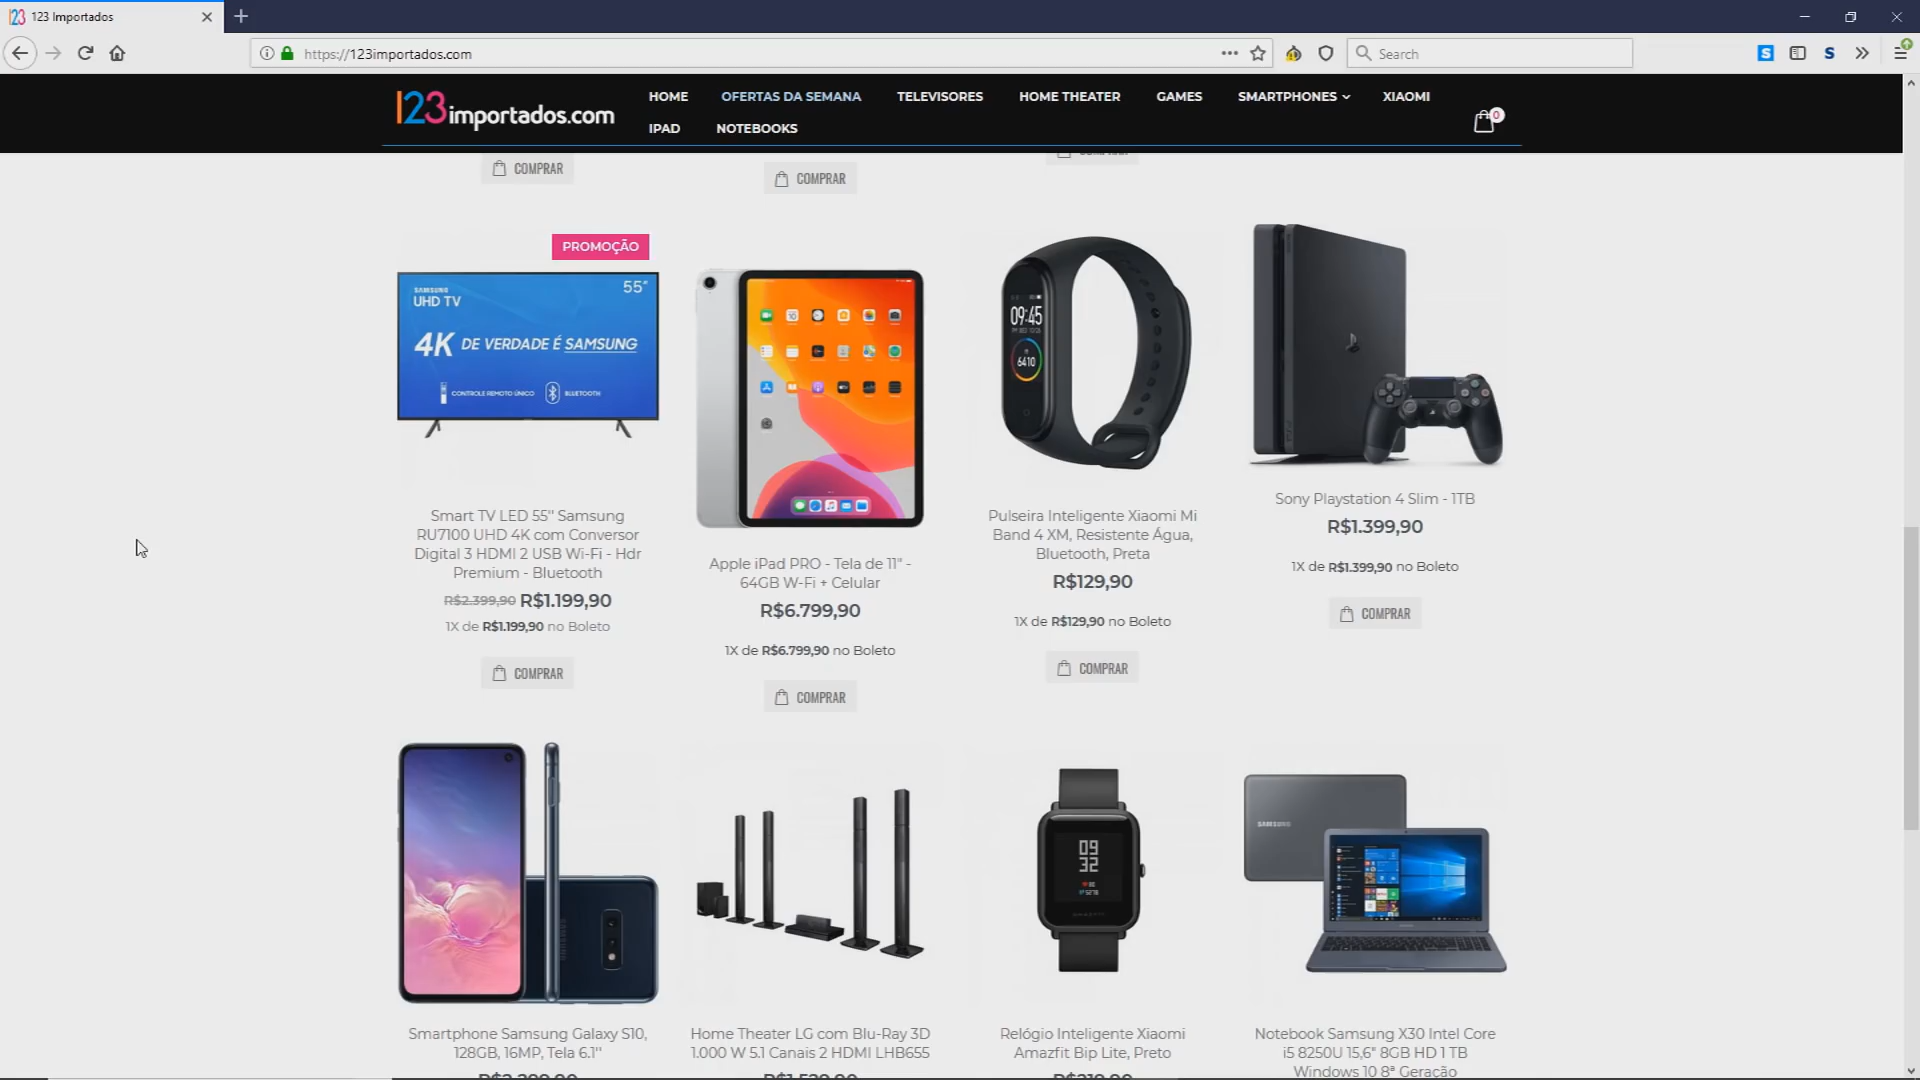 123 Importados
https://123importados.com
Search
123importados.com
HOME
OFERTAS DA SEMANA
TELEVISORES
HOME THEATER
GAMES
SMARTPHONES
XIAOMI
0
IPAD
NOTEBOOKS
COMPRAR
COMPRAR
PROMOÇÃO
SAMSUNG
UHD TV
55"
4K DE VERDADE É SAMSUNG
CONTROLE REMOTO ÚNICO
BLUETOOTH
09:45
6410
Smart TV LED 55'' Samsung
RU7100 UHD 4K com Conversor
Digital 3 HDMI 2 USB Wi-Fi - Hdr
Premium - Bluetooth
R$2.399,90 R$1.199,90
1X de R$1.199,90 no Boleto
COMPRAR
Apple iPad PRO - Tela de 11" -
64GB W-Fi + Celular
R$6.799,90
1X de R$6.799,90 no Boleto
COMPRAR
Pulseira Inteligente Xiaomi Mi
Band 4 XM, Resistente Água,
Bluetooth, Preta
R$129,90
1X de R$129,90 no Boleto
COMPRAR
Sony Playstation 4 Slim - 1TB
R$1.399,90
1X de R$1.399,90 no Boleto
COMPRAR
09
32
SAMSUNG
Smartphone Samsung Galaxy S10,
128GB, 16MP, Tela 6.1''
Home Theater LG com Blu-Ray 3D
1.000 W 5.1 Canais 2 HDMI LHB655
Relógio Inteligente Xiaomi
Amazfit Bip Lite, Preto
Notebook Samsung X30 Intel Core
i5 8250U 15,6" 8GB HD 1 TB
Windows 10 8ª Geração